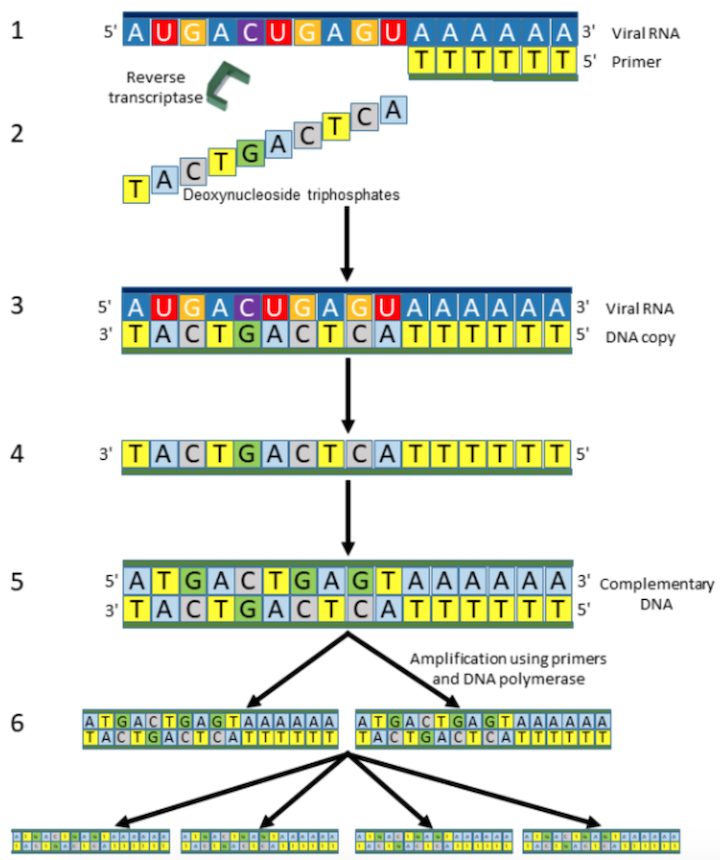 1 5' A U G A C U G A G U A A A A A A 3' Viral RNA
T T T T T T 5' Primer
Reverse
transcriptase
2 T A C T G A C T C A
Deoxynucleoside triphosphates
3 5' A U G A C U G A G U A A A A A A 3' Viral RNA
3' T A C T G A C T C A T T T T T T 5' DNA copy
4 3' T A C T G A C T C A T T T T T T 5'
5 5' A T G A C T G A G T A A A A A A 3' Complementary
3' T A C T G A C T C A T T T T T T 5' DNA
Amplification using primers
and DNA polymerase
6 A T G A C T G A G T A A A A A A A T G A C T G A G T A A A A A A
T A C T G A C T C A T T T T T T T A C T G A C T C A T T T T T T